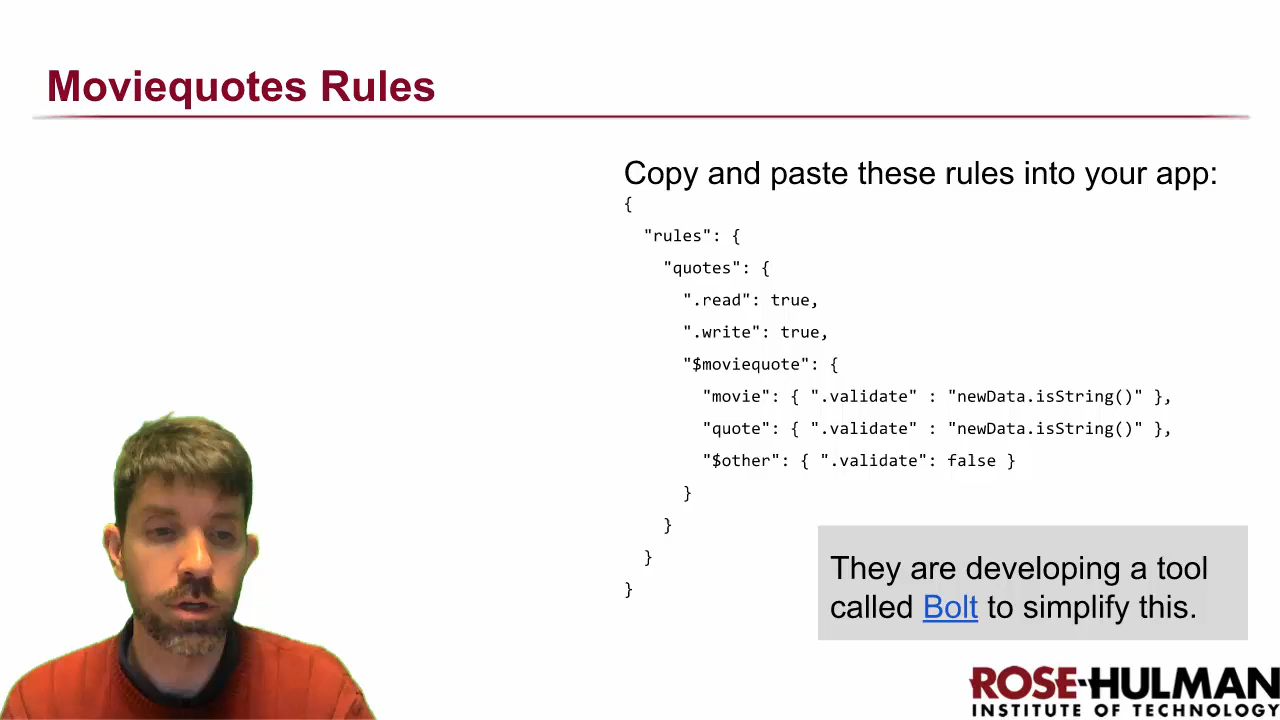 Moviequotes Rules
Copy and paste these rules into your app:
{
"rules": {
"quotes": {
".read": true,
".write": true,
"$moviequote": {
"movie": { ".validate" : "newData.isString()" },
"quote": { ".validate" : "newData.isString()" },
"$other": { ".validate": false }
}
}
}
}
They are developing a tool
called Bolt to simplify this.
ROSE-HULMAN
INSTITUTE OF TECHNOLOGY